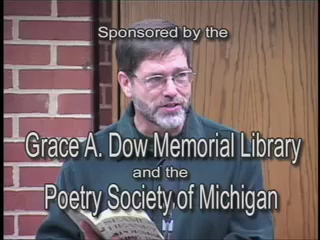 Sponsored by the
Grace A. Dow Memorial Library
and the
Poetry Society of Michigan